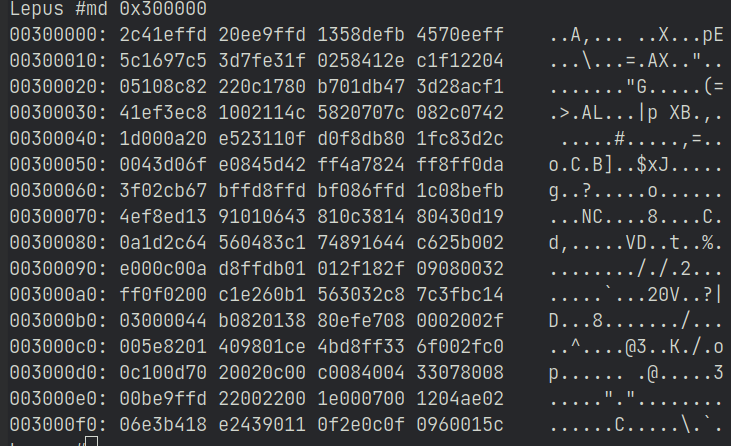 Lepus #md 0x300000
00300000: 2c41effd 20ee9ffd 1358defb 4570eeff    ..A,... ..X...pE
00300010: 5c1697c5 3d7fe31f 0258412e c1f12204    ...\...=.AX.."..
00300020: 05108c82 220c1780 b701db47 3d28acf1    ......."G.....(=
00300030: 41ef3ec8 1002114c 5820707c 082c0742    .>.AL...|p XB.,.
00300040: 1d000a20 e523110f d0f8db80 1fc83d2c     .....#.....,=..
00300050: 0043d06f e0845d42 ff4a7824 ff8ff0da    o.C.B]..$xJ.....
00300060: 3f02cb67 bffd8ffd bf086ffd 1c08befb    g..?.....o......
00300070: 4ef8ed13 91010643 810c3814 80430d19    ...NC....8....C.
00300080: 0a1d2c64 560483c1 74891644 c625b002    d,.....VD..t..%.
00300090: e000c00a d8ffdb01 012f182f 09080032    .......././.2...
003000a0: ff0f0200 c1e260b1 563032c8 7c3fbc14    .....`...20V..?|
003000b0: 03000044 b0820138 80efe708 0002002f    D...8......./...
003000c0: 005e8201 409801ce 4bd8ff33 6f002fc0    ..^....@3..K./.o
003000d0: 0c100d70 20020c00 c0084004 33078008    p...... .@.....3
003000e0: 00be9ffd 22002200 1e000700 1204ae02    .....".".........
003000f0: 06e3b418 e2439011 0f2e0c0f 0960015c    ......C.....\.`.
Lepus #